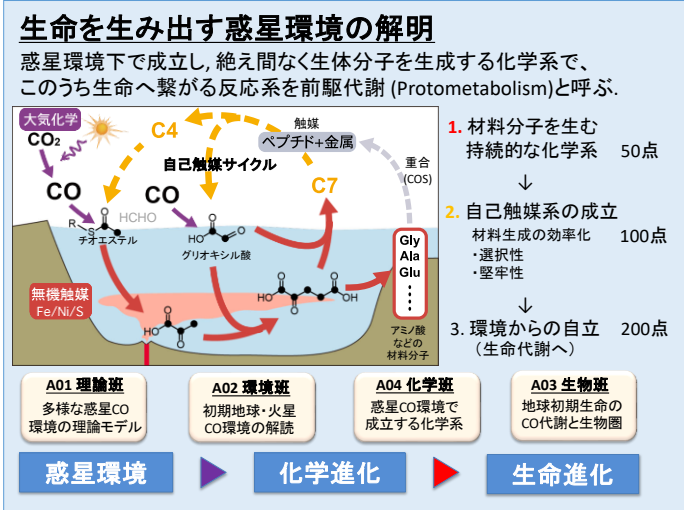 生命を生み出す惑星環境の解明
惑星環境下で成立し, 絶え間なく生体分子を生成する化学系で、
このうち生命へ繋がる反応系を前駆代謝 (Protometabolism)と呼ぶ.
大気化学
CO₂
CO
C4
自己触媒サイクル
触媒
ペプチド+金属
重合
(COS)
CO
C7
R
S
O
HCHO
チオエステル
O
HO
O
グリオキシル酸
無機触媒
Fe/Ni/S
O
HO
O
O
HO
O
O
OH
Gly
Ala
Glu
アミノ酸
などの
材料分子
1. 材料分子を生む
持続的な化学系 50点
↓
2. 自己触媒系の成立
材料生成の効率化 100点
・選択性
・堅牢性
↓
3. 環境からの自立 200点
（生命代謝へ）
A01 理論班
多様な惑星CO
環境の理論モデル
A02 環境班
初期地球・火星
CO環境の解読
A04 化学班
惑星CO環境で
成立する化学系
A03 生物班
地球初期生命の
CO代謝と生物圏
惑星環境
化学進化
生命進化